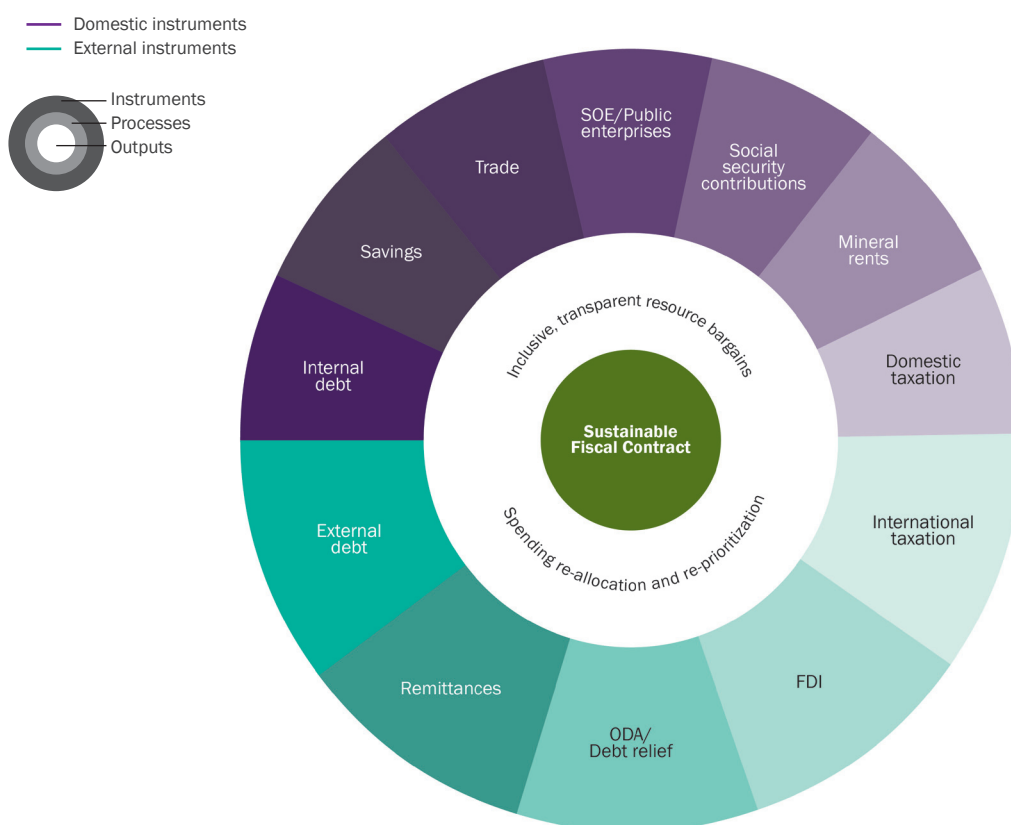 Domestic instruments
External instruments
Instruments
Processes
Outputs
SOE/Public
enterprises
Social
security
contributions
Mineral
rents
Domestic
taxation
International
taxation
FDI
ODA/
Debt relief
Remittances
External
debt
Internal
debt
Savings
Trade
Inclusive, transparent resource bargains
Sustainable
Fiscal Contract
Spending re-allocation and re-prioritization